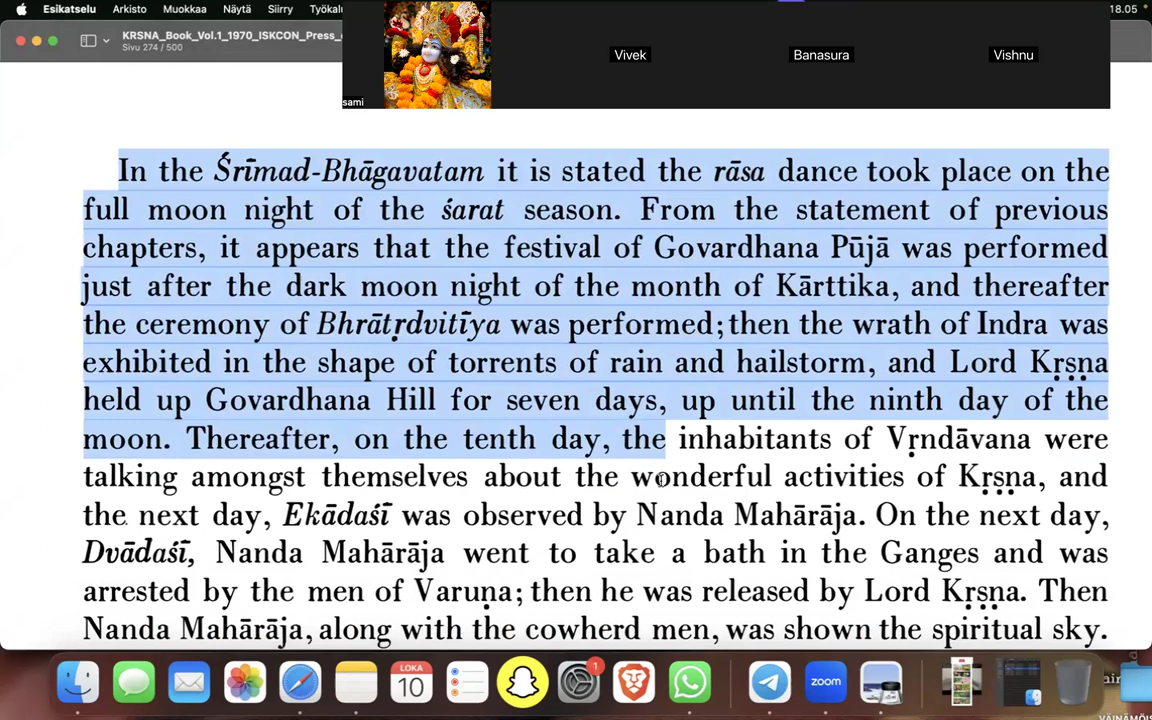 Esikatselu Arkisto Muokkaa Näytä Siirry Työkalu 18.05
KRSNA_Book_Vol.1_1970_ISKCON_Press_
Sivu 274 / 500
sami
Vivek
Banasura
Vishnu
In the Śrīmad-Bhāgavatam it is stated the rāsa dance took place on the
full moon night of the śarat season. From the statement of previous
chapters, it appears that the festival of Govardhana Pūjā was performed
just after the dark moon night of the month of Kārttika, and thereafter
the ceremony of Bhrātṛdvitīya was performed; then the wrath of Indra was
exhibited in the shape of torrents of rain and hailstorm, and Lord Kṛṣṇa
held up Govardhana Hill for seven days, up until the ninth day of the
moon. Thereafter, on the tenth day, the inhabitants of Vṛndāvana were
talking amongst themselves about the wonderful activities of Kṛṣṇa, and
the next day, Ekādaśī was observed by Nanda Mahārāja. On the next day,
Dvādaśī, Nanda Mahārāja went to take a bath in the Ganges and was
arrested by the men of Varuṇa; then he was released by Lord Kṛṣṇa. Then
Nanda Mahārāja, along with the cowherd men, was shown the spiritual sky.
LOKA
10
1
zoom